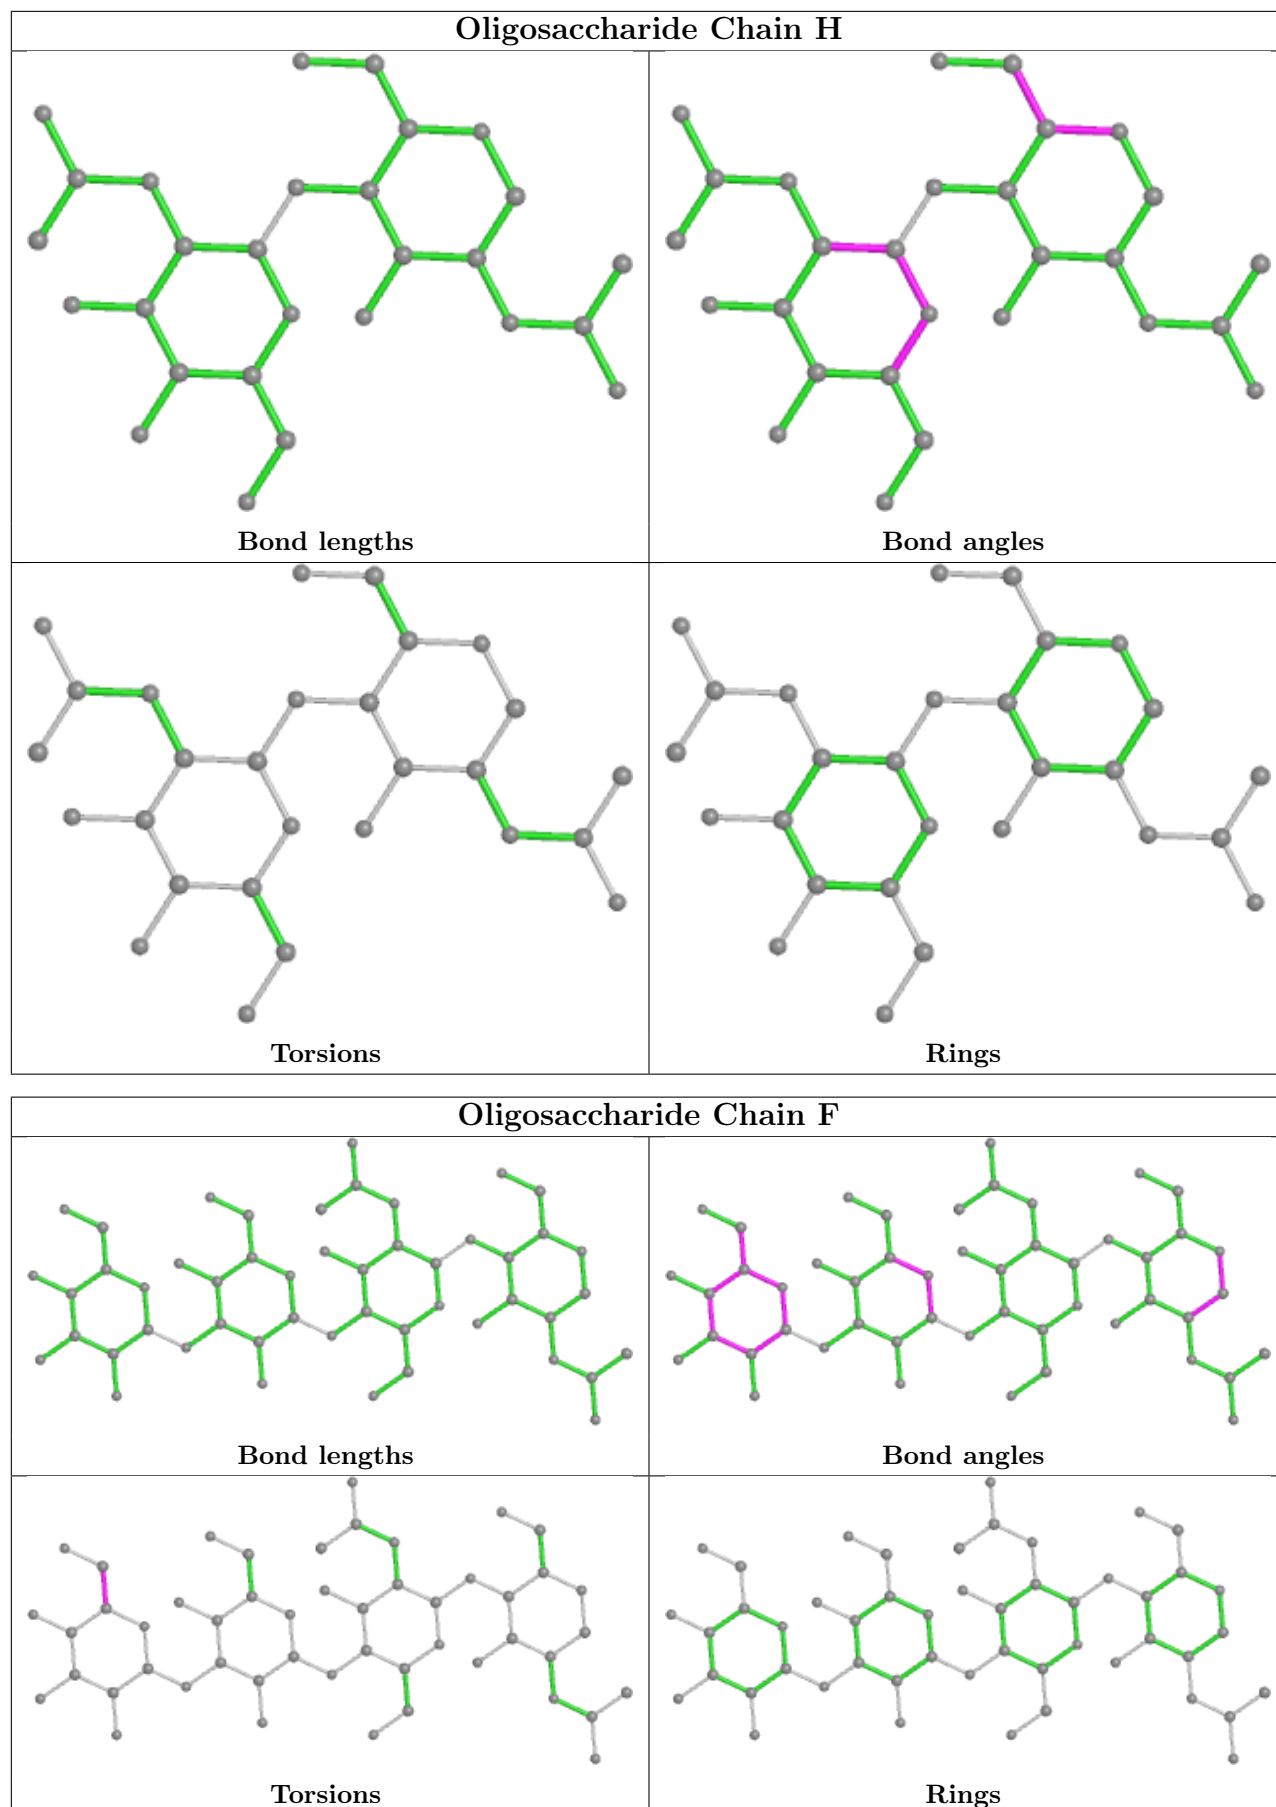 Oligosaccharide Chain H
Bond lengths
Bond angles
Torsions
Rings
Oligosaccharide Chain F
Bond lengths
Bond angles
Torsions
Rings